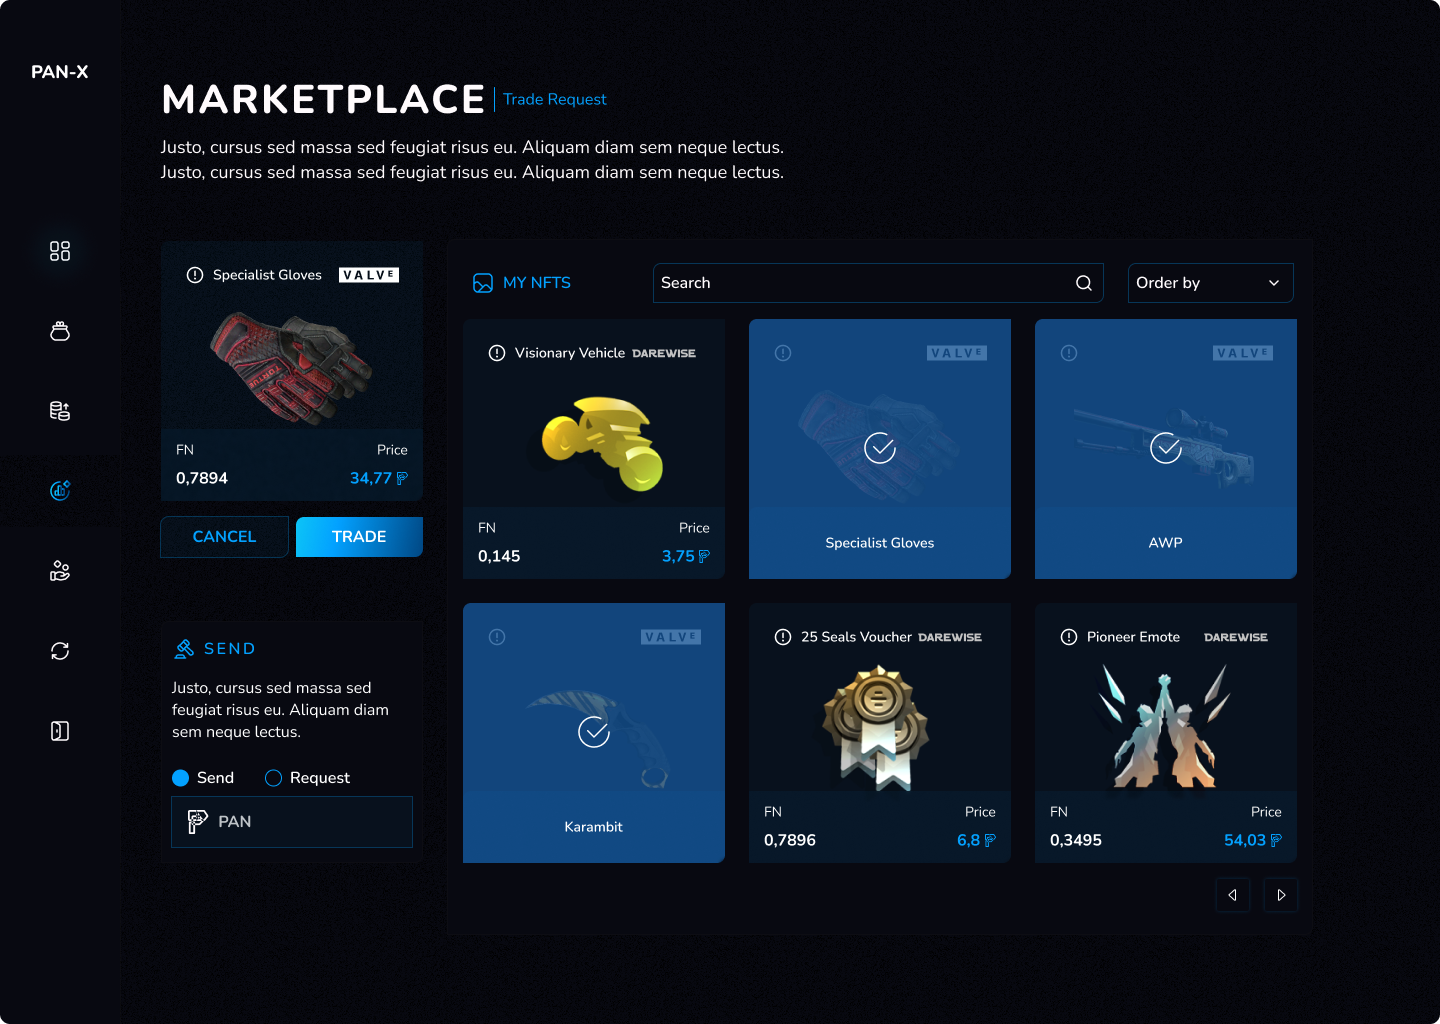 PAN-X
MARKETPLACE
Trade Request
Justo, cursus sed massa sed feugiat risus eu. Aliquam diam sem neque lectus.
Justo, cursus sed massa sed feugiat risus eu. Aliquam diam sem neque lectus.
Specialist Gloves
VALVE
FN
Price
0,7894
34,77
CANCEL
TRADE
SEND
Justo, cursus sed massa sed
feugiat risus eu. Aliquam diam
sem neque lectus.
Send
Request
PAN
MY NFTS
Search
Order by
Visionary Vehicle
DAREWISE
FN
Price
0,145
3,75
VALVE
Specialist Gloves
VALVE
AWP
VALVE
Karambit
25 Seals Voucher
DAREWISE
FN
Price
0,7896
6,8
Pioneer Emote
DAREWISE
FN
Price
0,3495
54,03